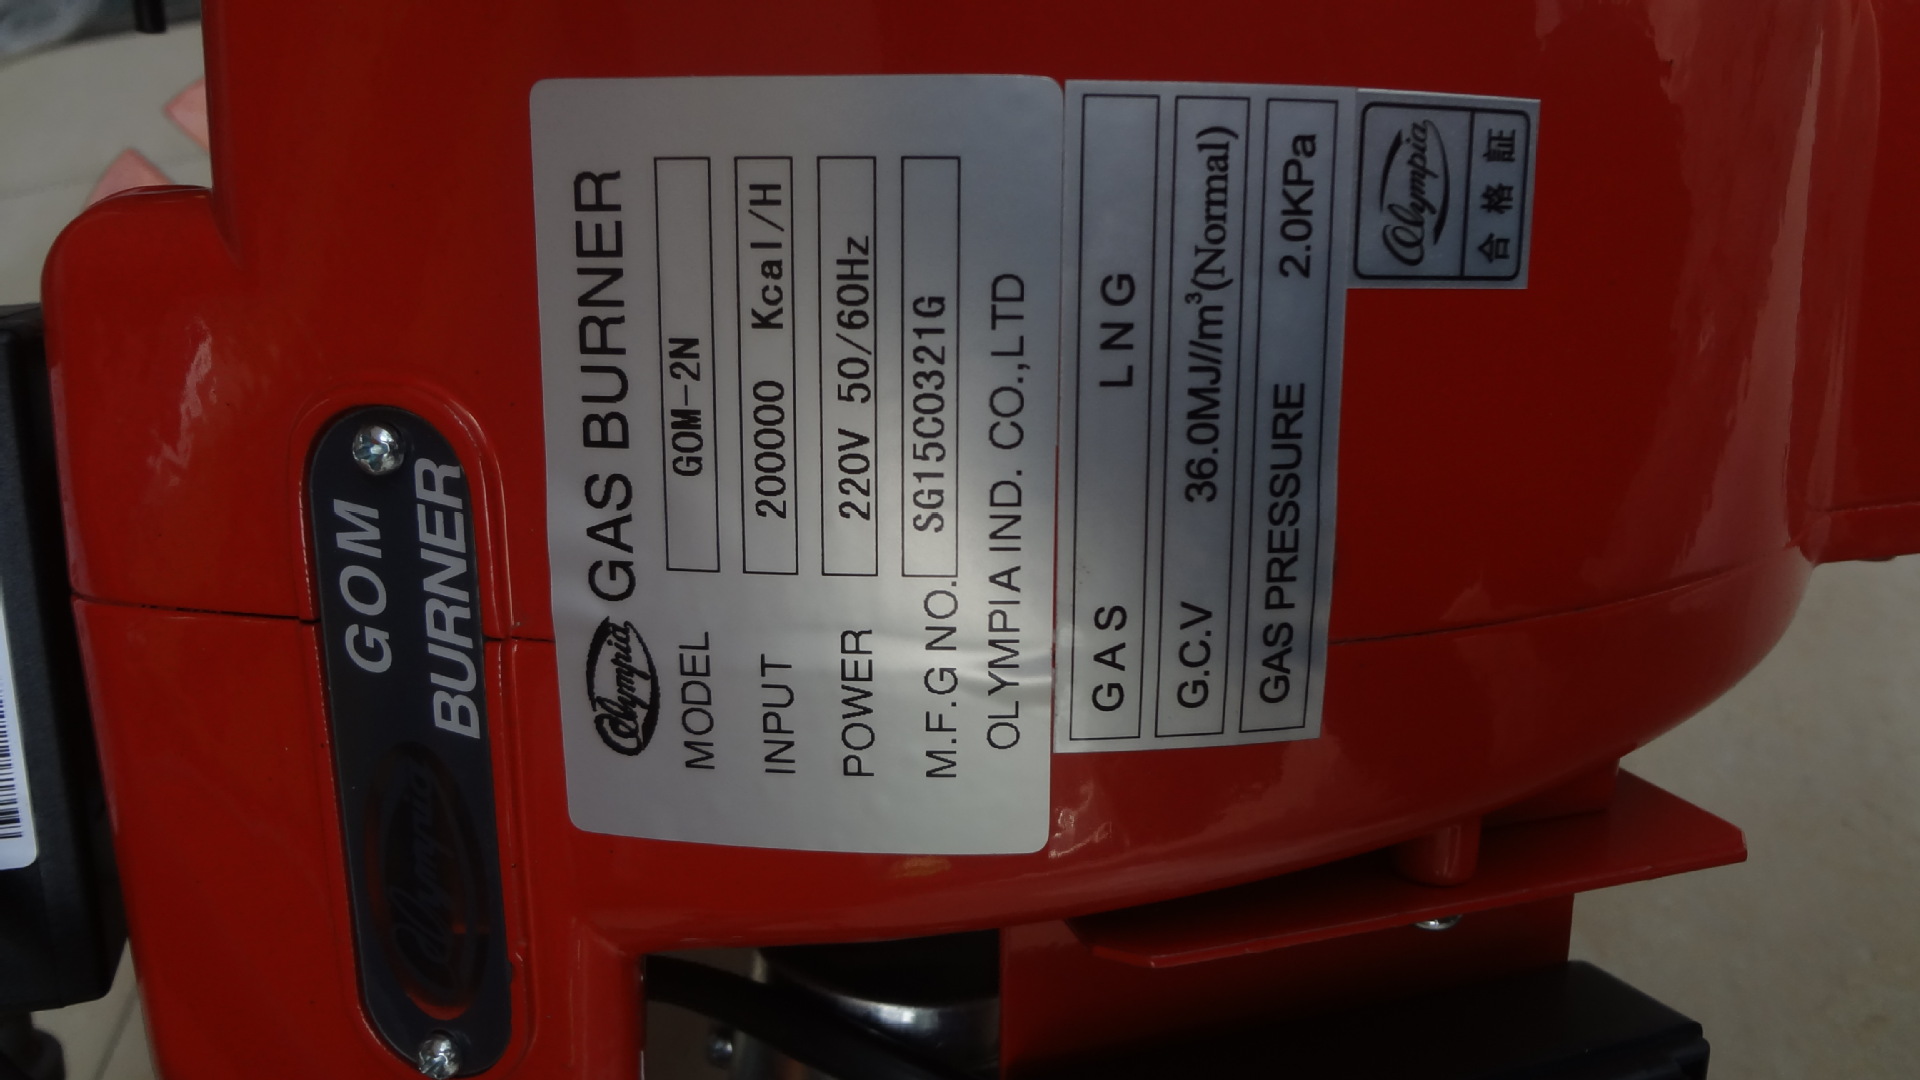 GOM
BURNER
Olympia
Olympia GAS BURNER
MODEL GOM-2N
INPUT 200000 Kcal/H
POWER 220V 50/60Hz
M.F.G NO. SG15C0321G
OLYMPIA IND. CO.,LTD
GAS LNG
G.C.V 36.0MJ//m³(Normal)
GAS PRESSURE 2.0KPa
Olympia
合格証